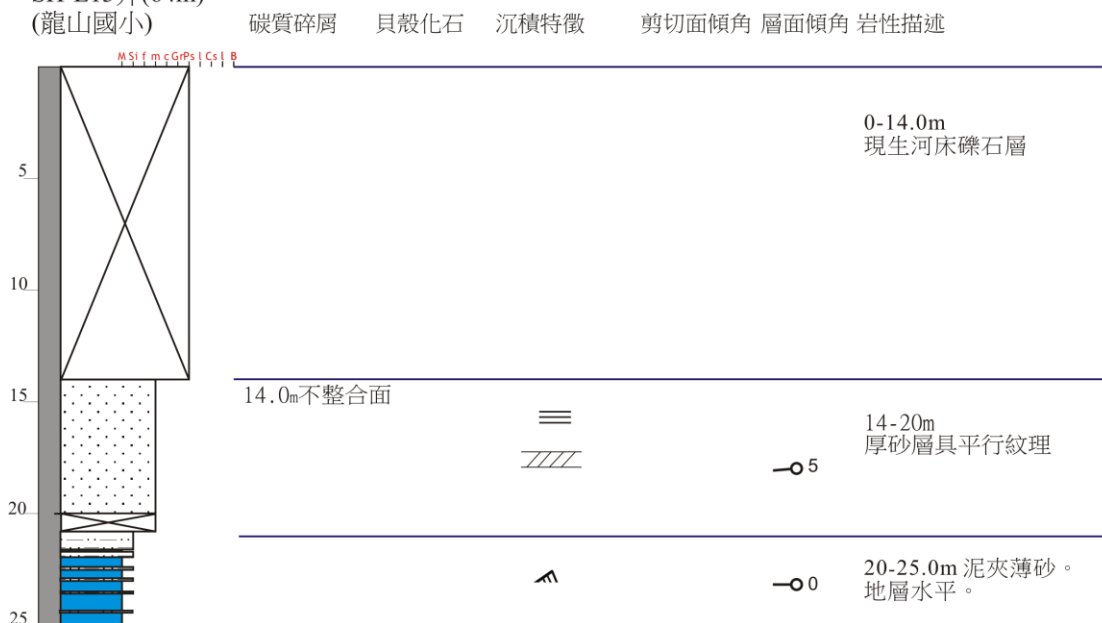 (龍山國小)
碳質碎屑 貝殼化石 沉積特徵 剪切面傾角 層面傾角 岩性描述
M Si f m c Gr Ps l Cs l B
0-14.0m
現生河床礫石層
5
10
14.0m不整合面
15
14-20m
厚砂層具平行紋理
5
20
20-25.0m 泥夾薄砂。
地層水平。
0
25